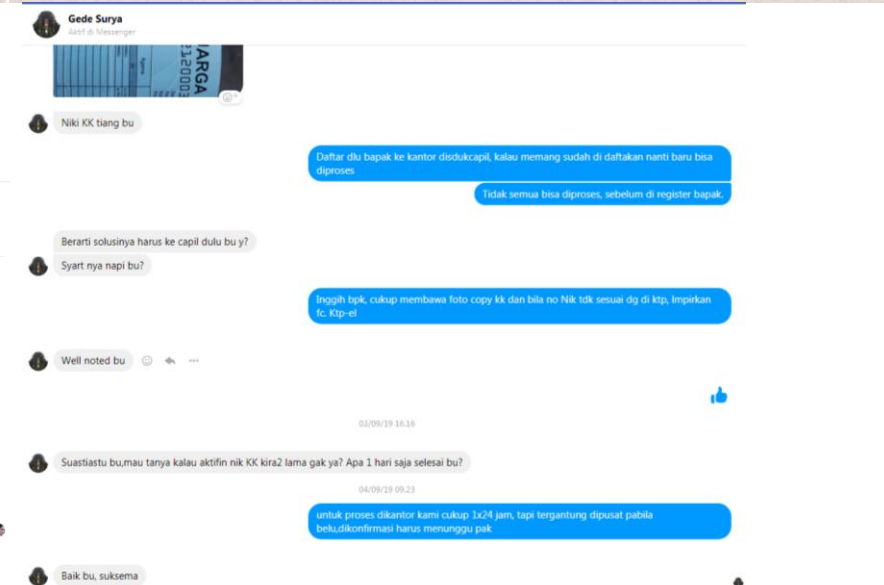 Gede Surya
Aktif di Messenger
ARGA
Agama
Niki KK tiang bu
Daftar dlu bapak ke kantor disdukcapil, kalau memang sudah di daftakan nanti baru bisa
diproses
Tidak semua bisa diproses, sebelum di register bapak.
Berarti solusinya harus ke capil dulu bu y?
Syart nya napi bu?
Inggih bpk, cukup membawa foto copy kk dan bila no Nik tdk sesuai dg di ktp, Impirkan
fc. Ktp-el
Well noted bu
03/09/19 16.16
Suastiastu bu,mau tanya kalau aktifin nik KK kira2 lama gak ya? Apa 1 hari saja selesai bu?
04/09/19 09.23
untuk proses dikantor kami cukup 1x24 jam, tapi tergantung dipusat pabila
belu,dikonfirmasi harus menunggu pak
Baik bu, suksema